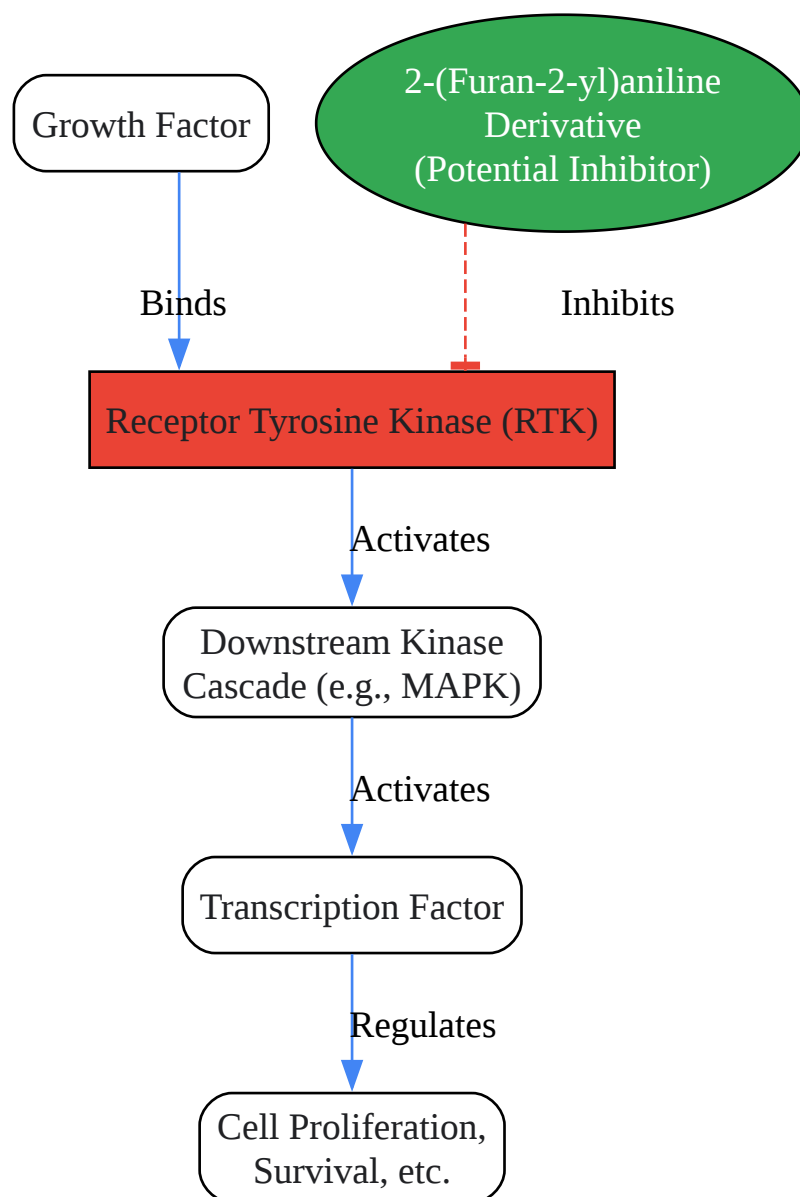 Growth Factor
2-(Furan-2-yl)aniline
Derivative
(Potential Inhibitor)
Binds
Inhibits
Receptor Tyrosine Kinase (RTK)
Activates
Downstream Kinase
Cascade (e.g., MAPK)
Activates
Transcription Factor
Regulates
Cell Proliferation,
Survival, etc.